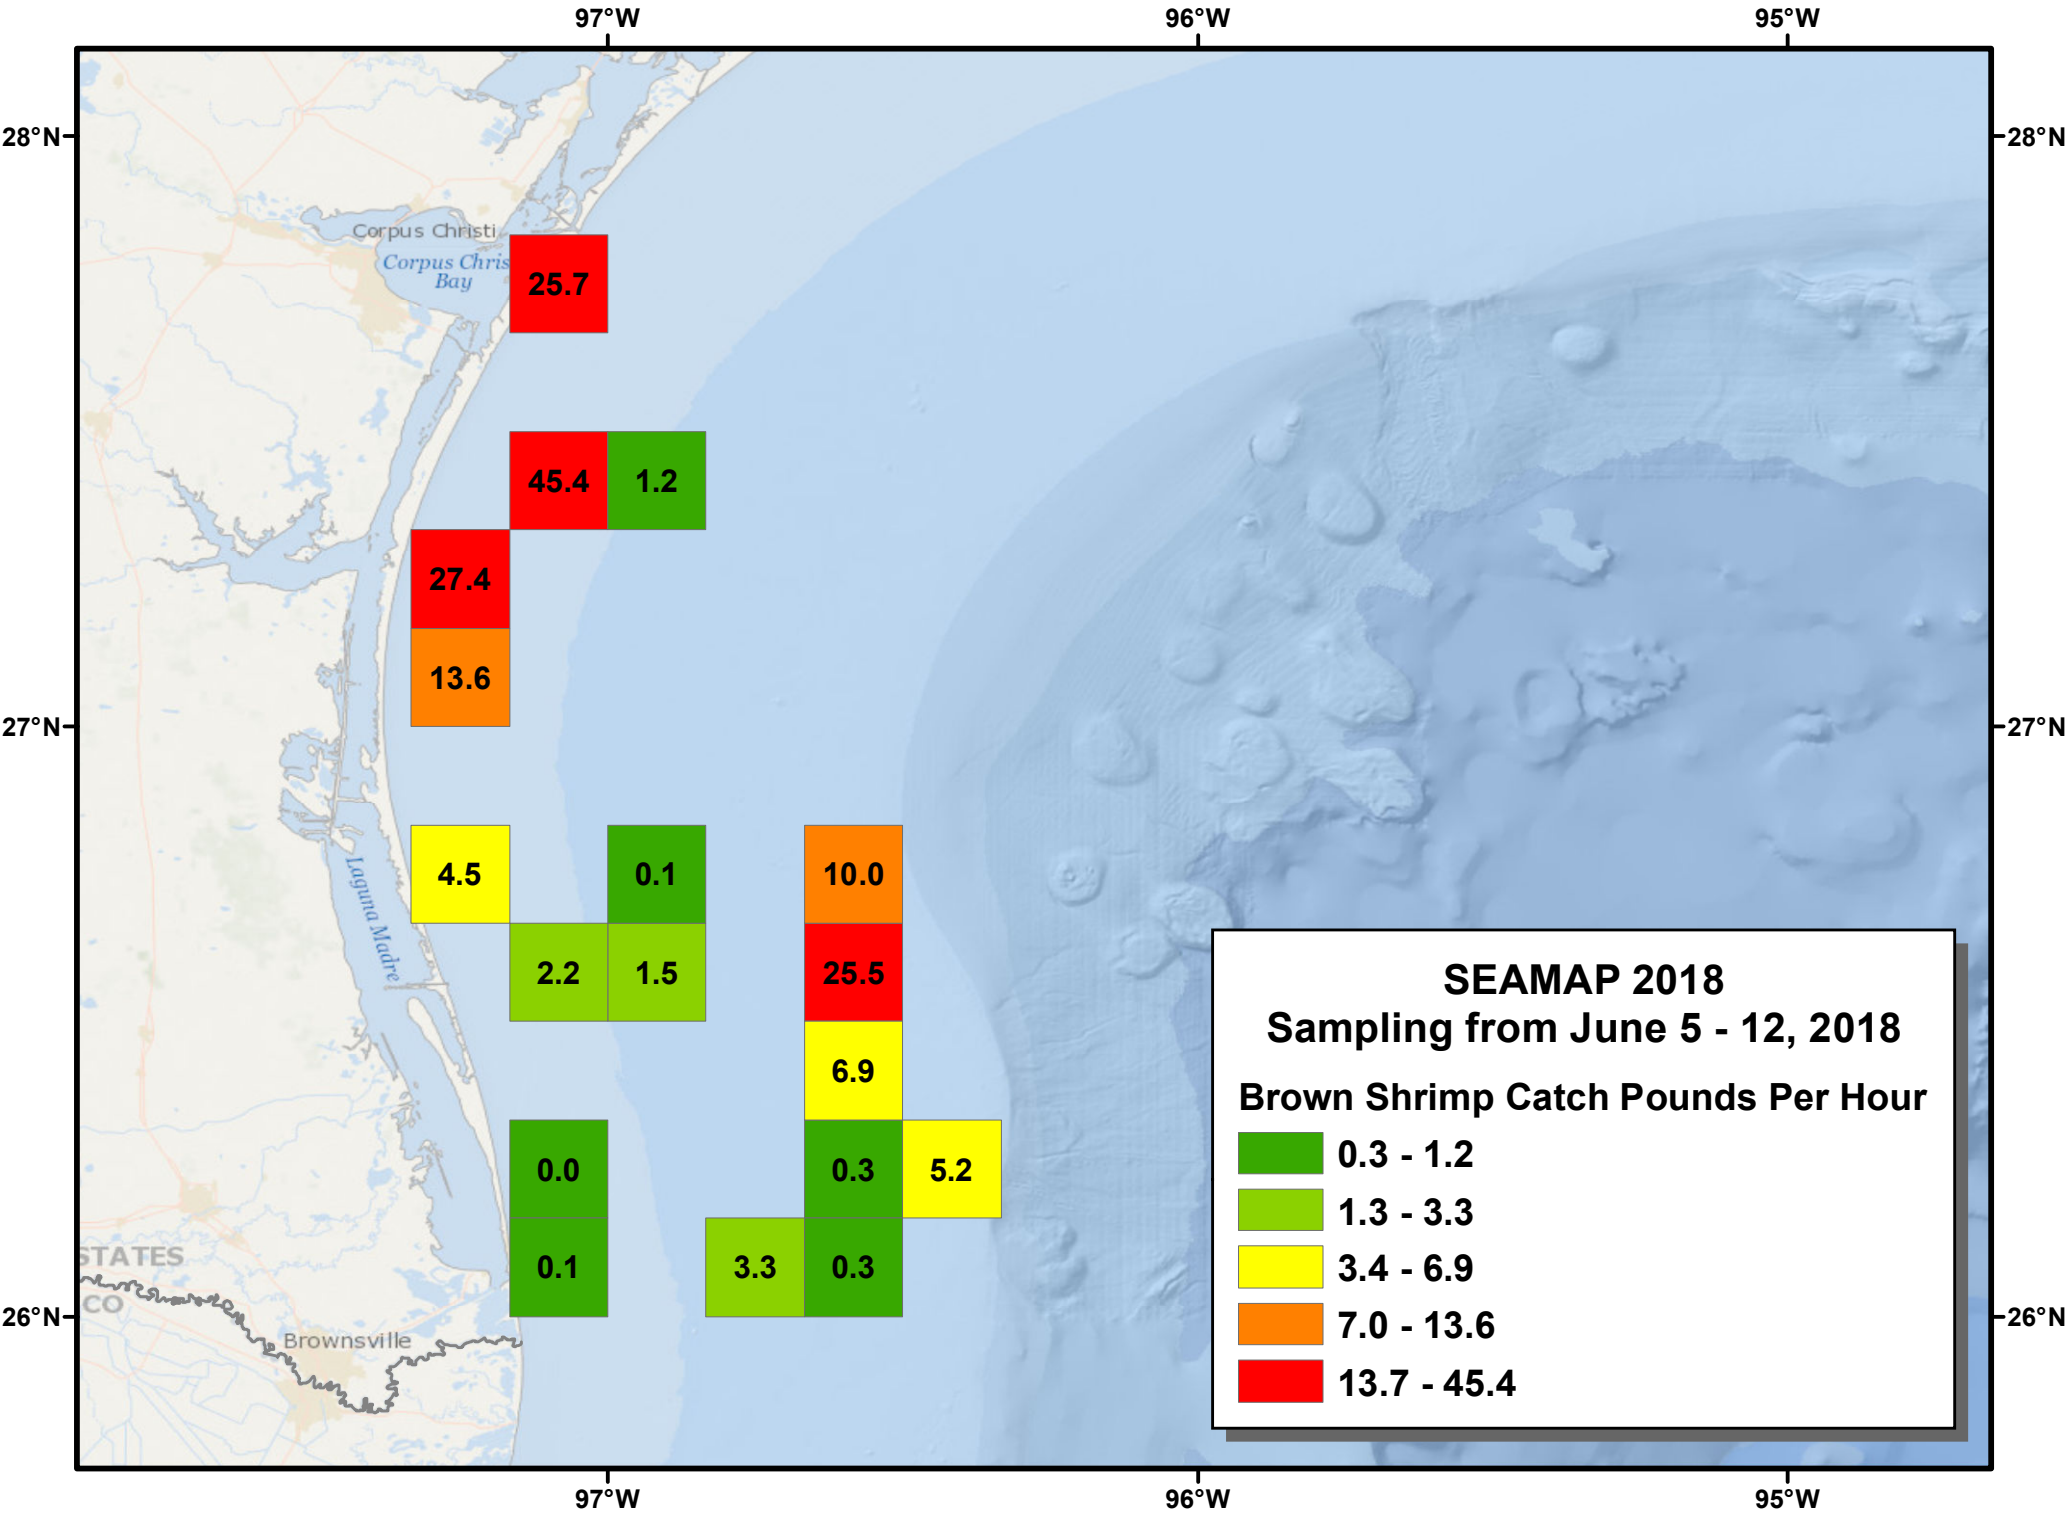 97°W 96°W 95°W
28°N 28°N
Corpus Christi
Corpus Chris
Bay
25.7
45.4 1.2
27.4
13.6
27°N 27°N
4.5 0.1 10.0
Laguna Madre
2.2 1.5 25.5
6.9
0.0 0.3 5.2
0.1 3.3 0.3
STATES
CO
26°N 26°N
Brownsville
SEAMAP 2018
Sampling from June 5 - 12, 2018
Brown Shrimp Catch Pounds Per Hour
0.3 - 1.2
1.3 - 3.3
3.4 - 6.9
7.0 - 13.6
13.7 - 45.4
97°W 96°W 95°W